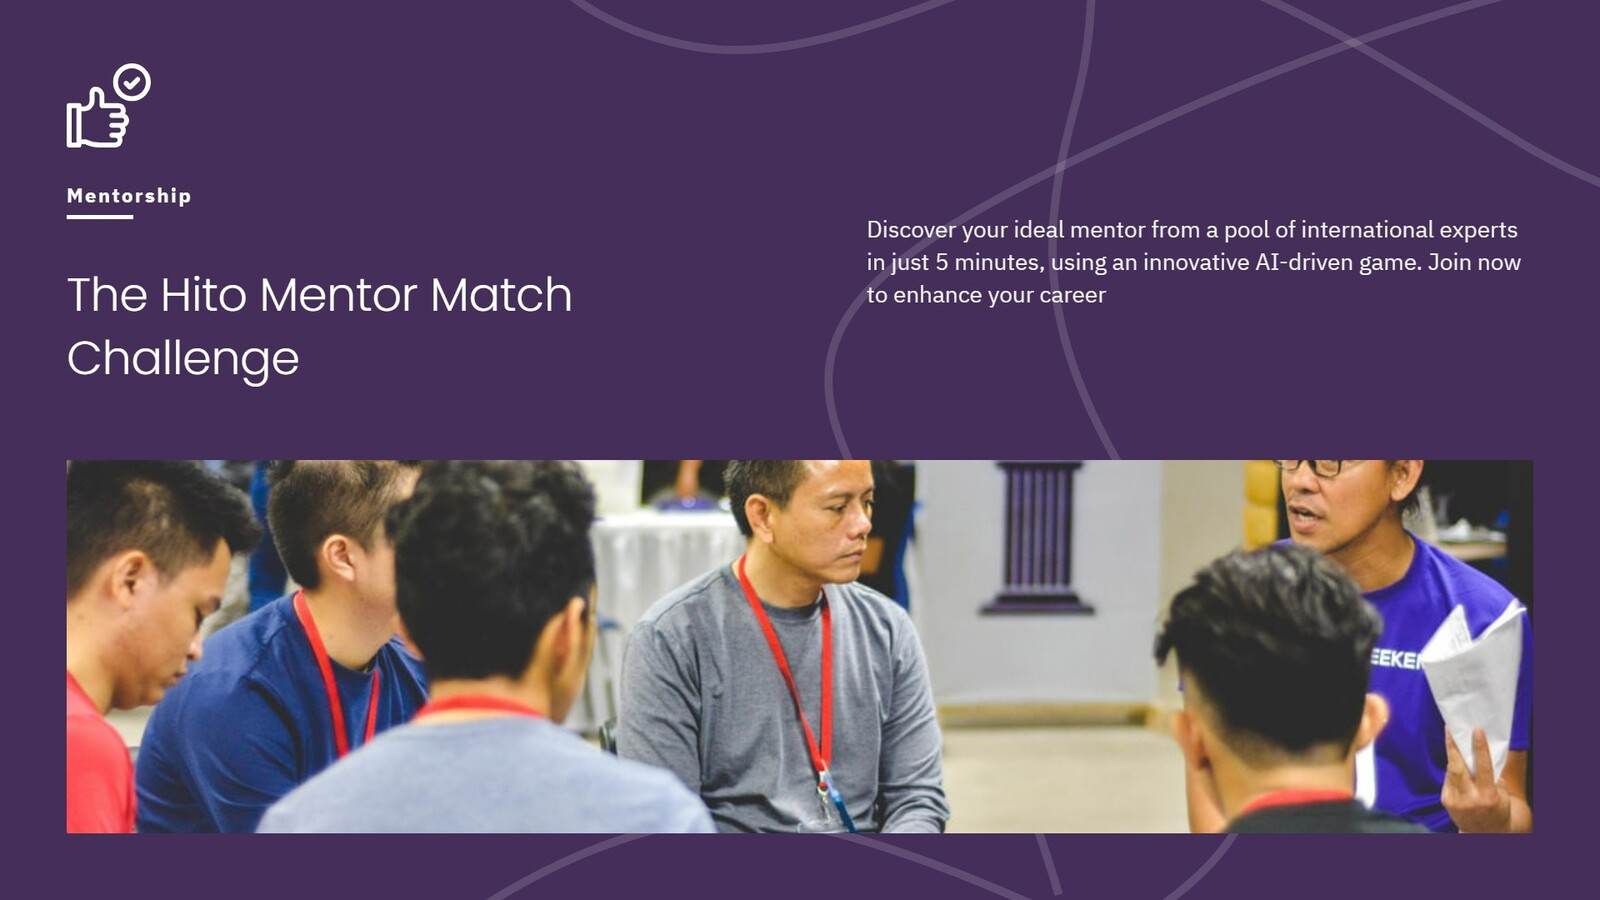 Mentorship
The Hito Mentor Match
Challenge
Discover your ideal mentor from a pool of international experts
in just 5 minutes, using an innovative AI-driven game. Join now
to enhance your career
EEKER